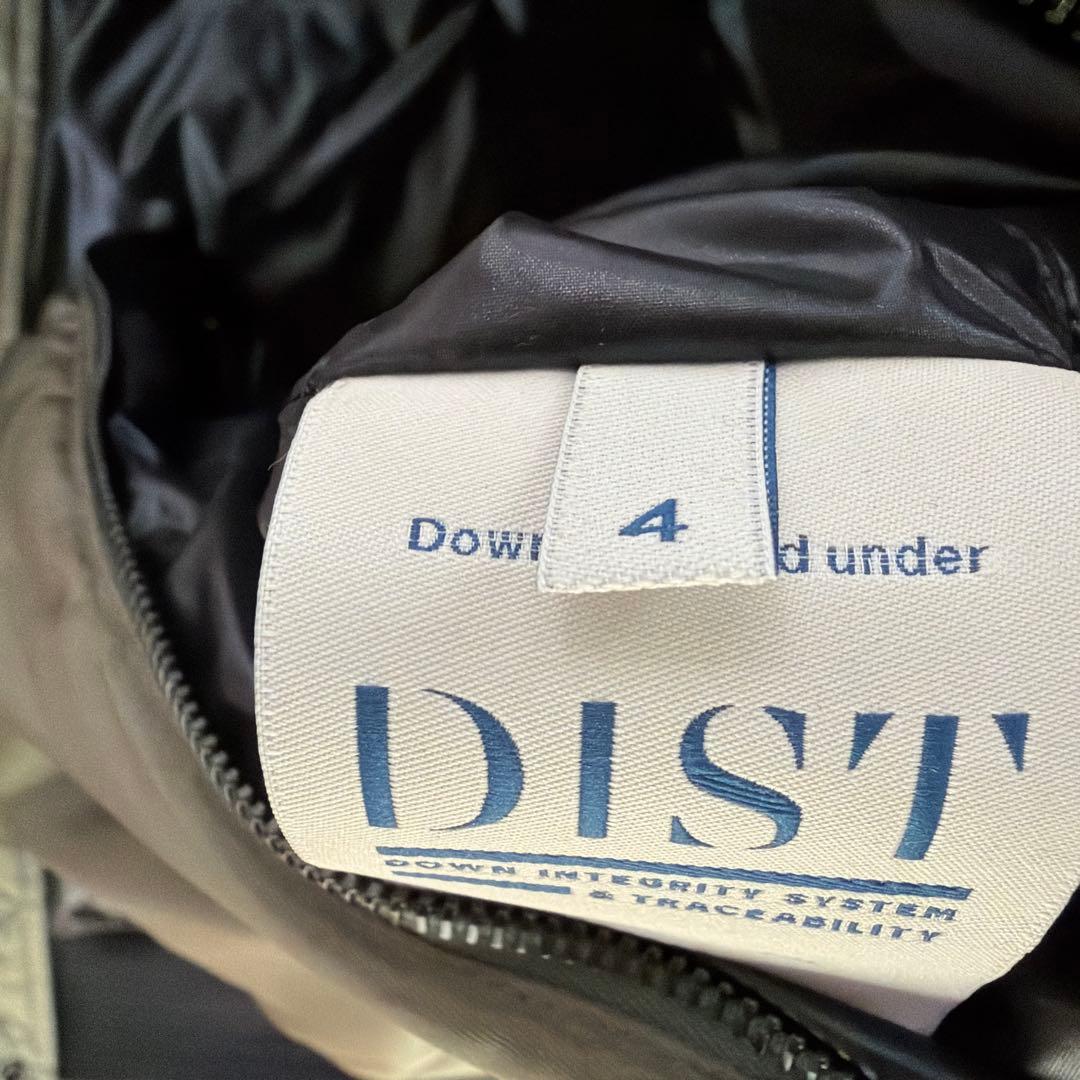 4
Down d under
DIST
DOWN INTEGRITY SYSTEM
& TRACEABILITY